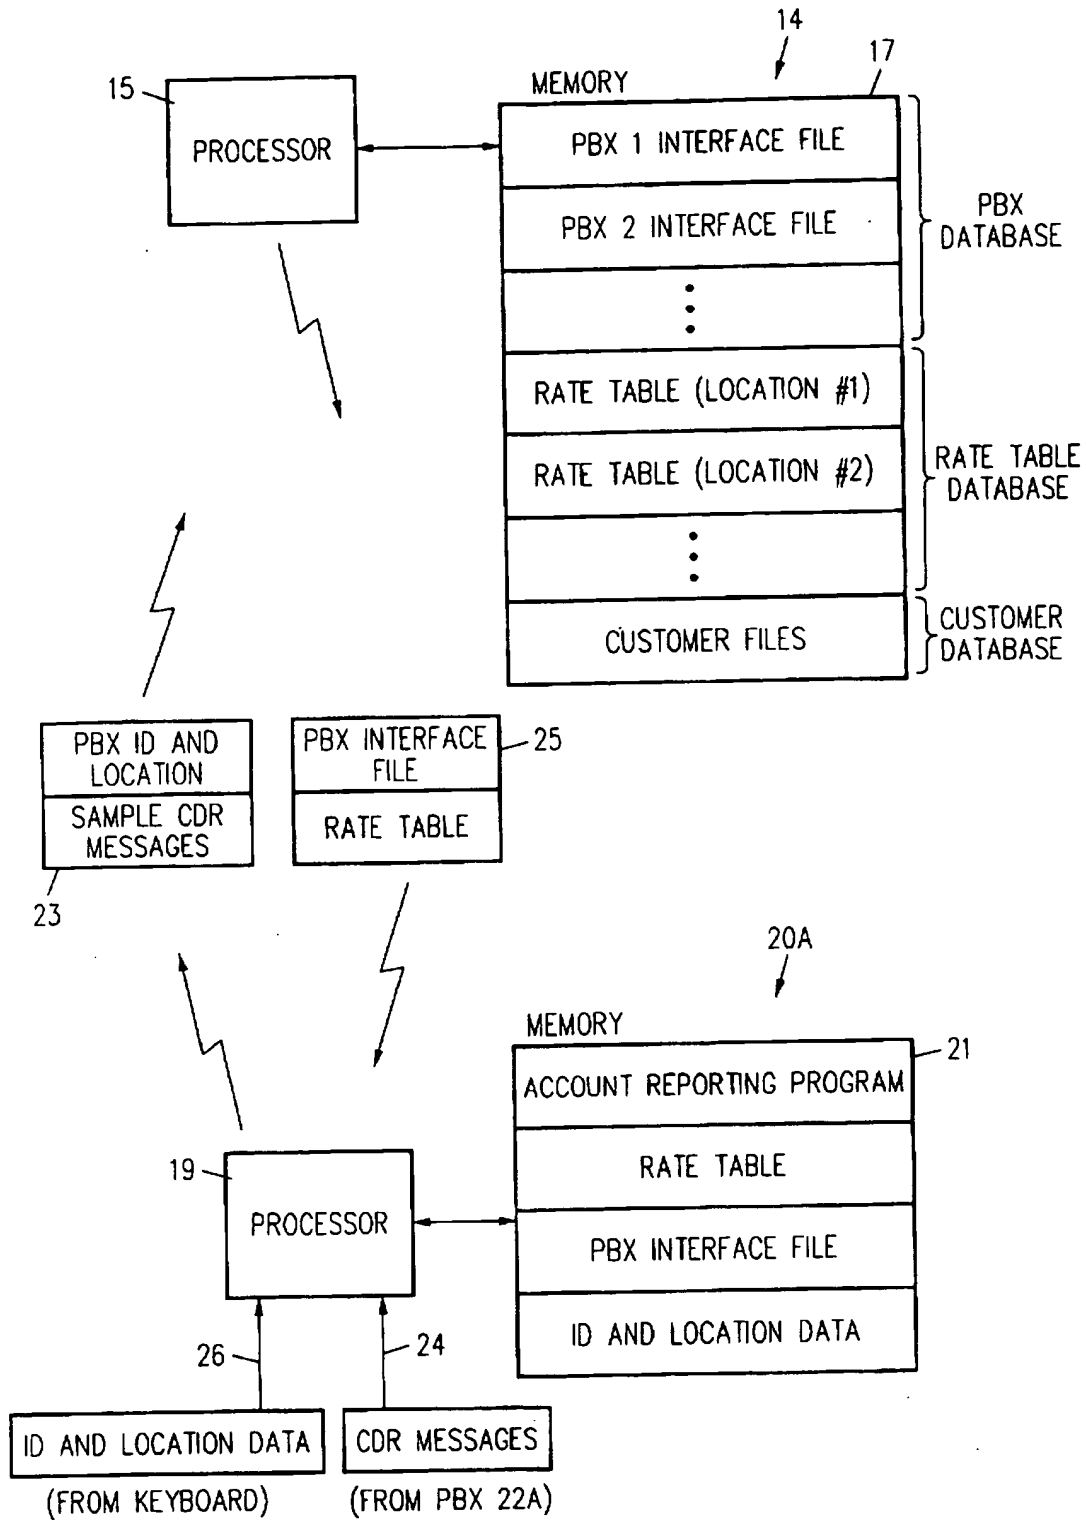 14
15
MEMORY
17
PROCESSOR
PBX 1 INTERFACE FILE
PBX 2 INTERFACE FILE
PBX
DATABASE
RATE TABLE (LOCATION #1)
RATE TABLE (LOCATION #2)
RATE TABLE
DATABASE
CUSTOMER FILES
CUSTOMER
DATABASE
PBX ID AND
LOCATION
SAMPLE CDR
MESSAGES
23
PBX INTERFACE
FILE
RATE TABLE
25
20A
MEMORY
21
ACCOUNT REPORTING PROGRAM
RATE TABLE
PBX INTERFACE FILE
ID AND LOCATION DATA
19
PROCESSOR
26
24
ID AND LOCATION DATA
(FROM KEYBOARD)
CDR MESSAGES
(FROM PBX 22A)